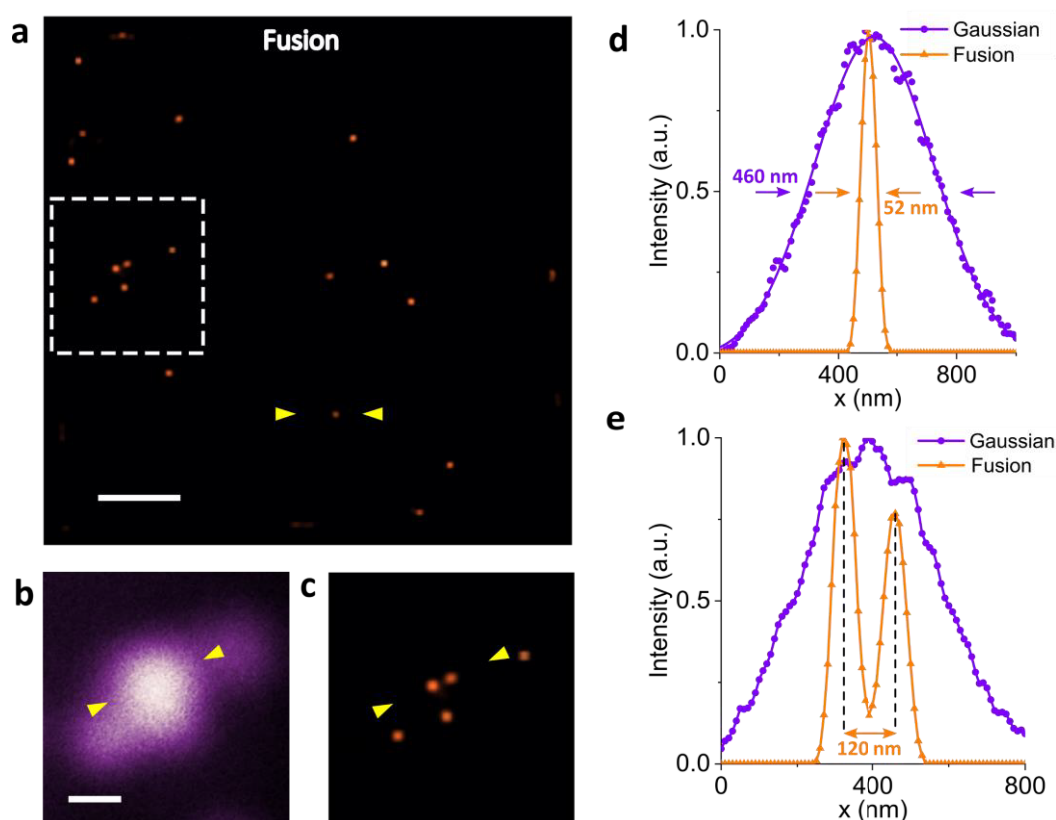 a
Fusion
b
c
d
Gaussian
Fusion
1.0
0.5
0.0
Intensity (a.u.)
460 nm
52 nm
0
400
800
x (nm)
e
Gaussian
Fusion
1.0
0.5
0.0
Intensity (a.u.)
120 nm
0
400
800
x (nm)